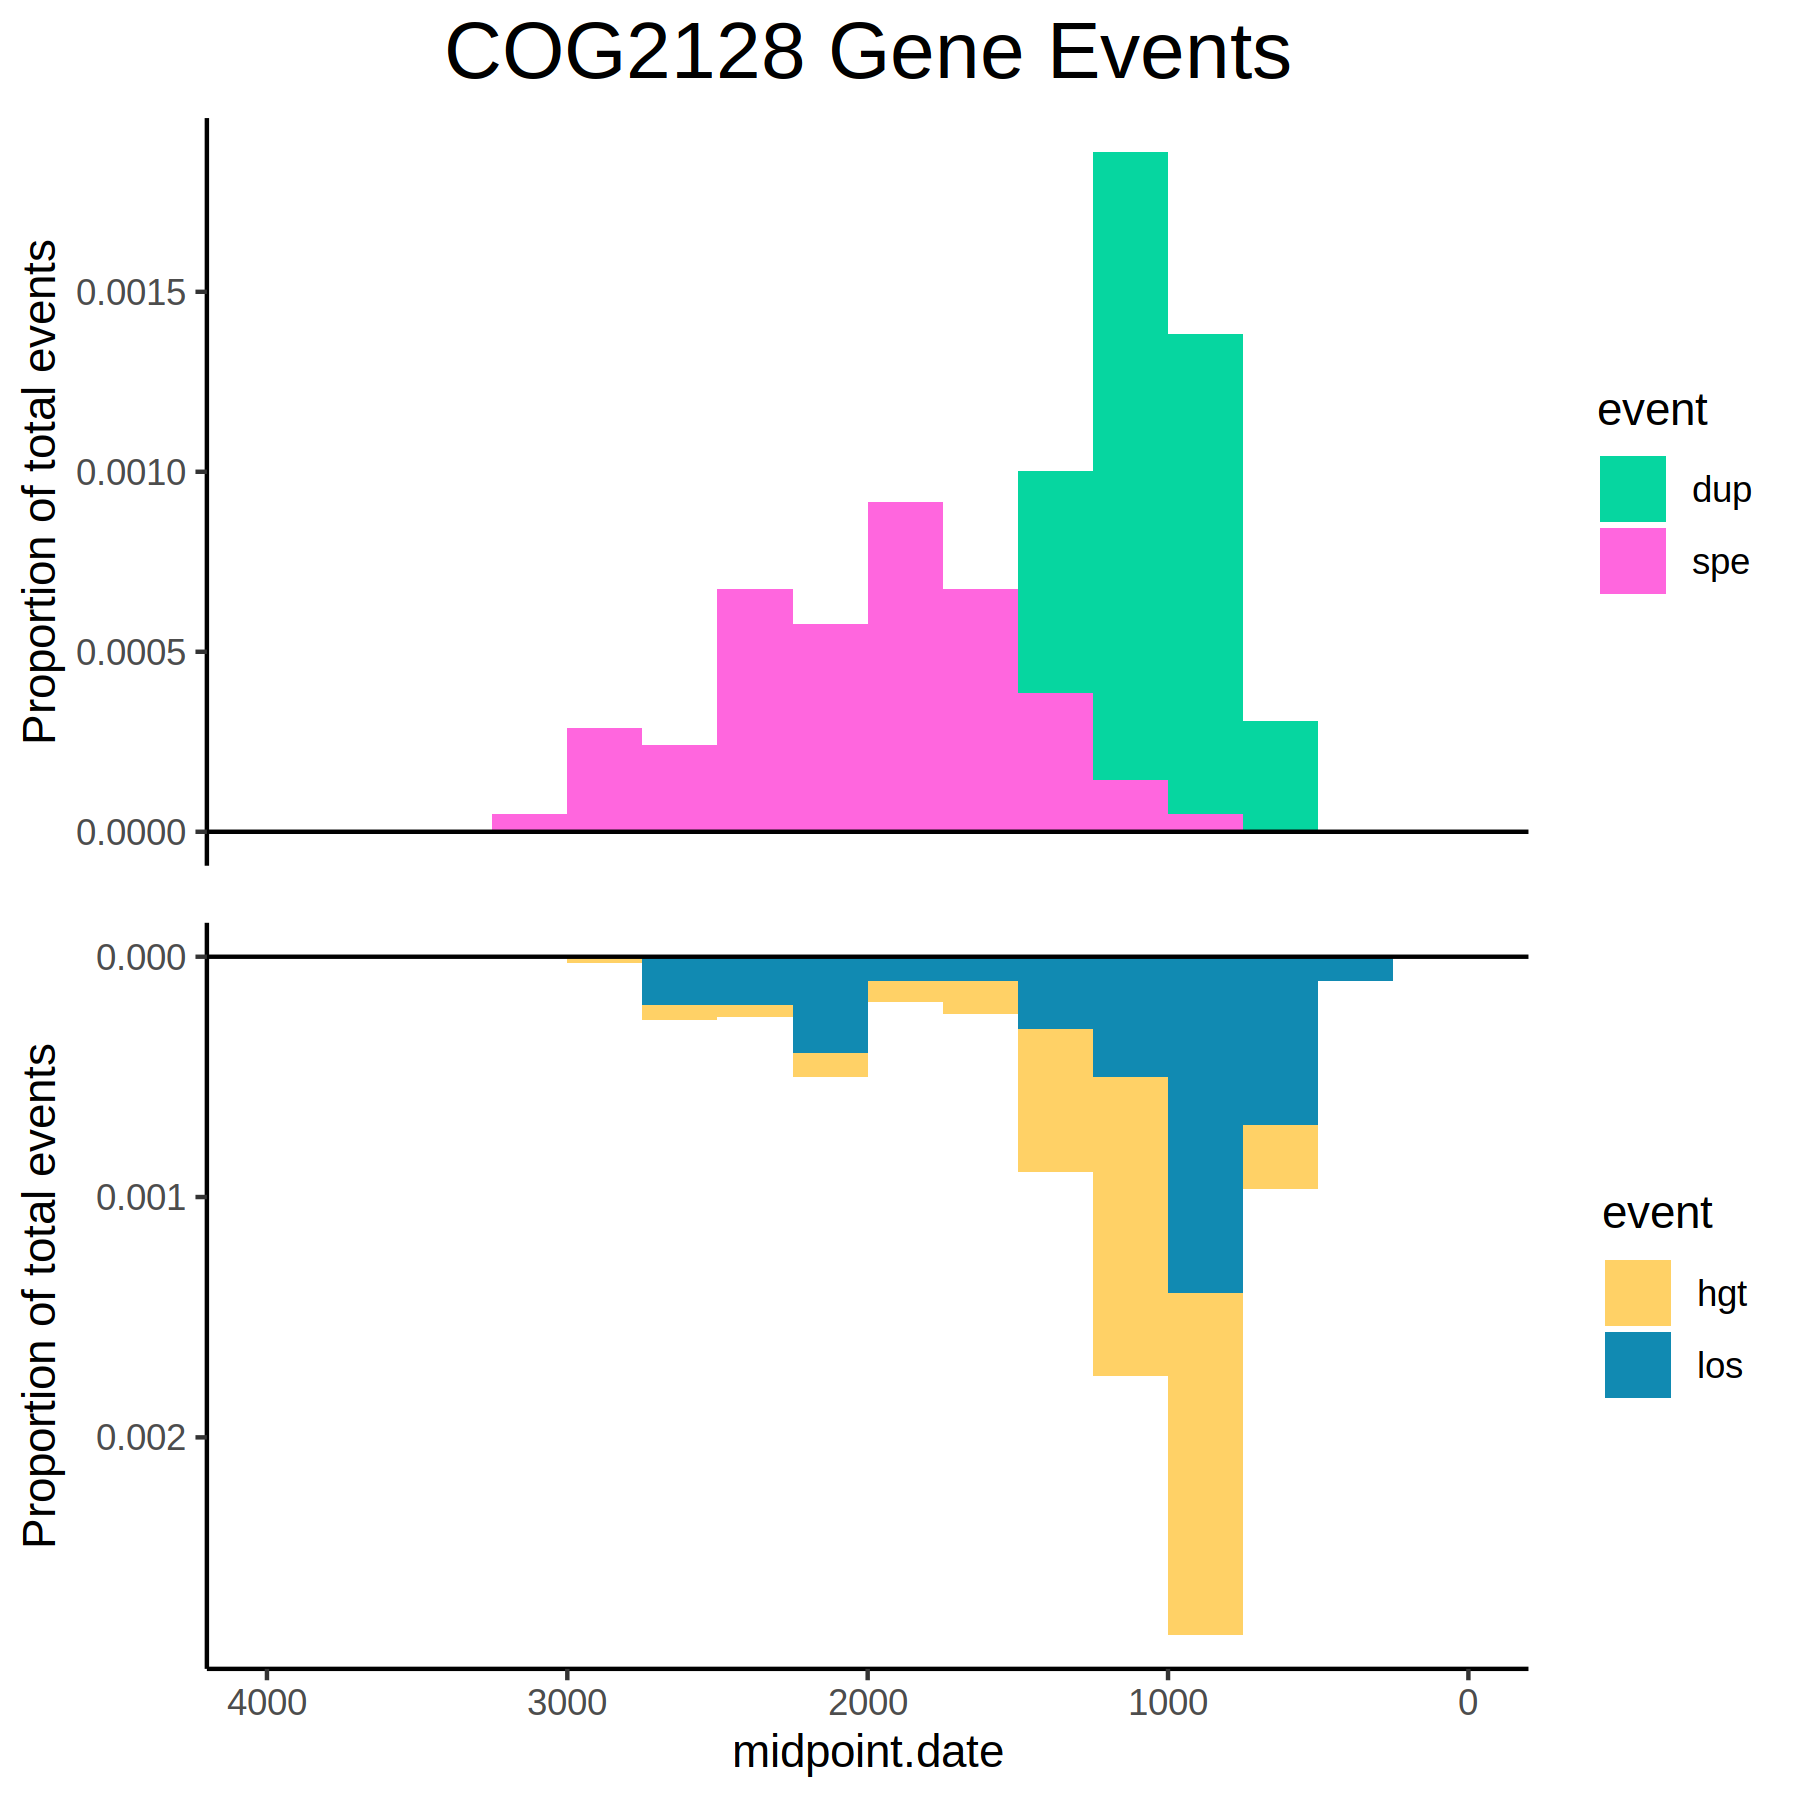 COG2128 Gene Events
Proportion of total events
0.0015
0.0010
0.0005
0.0000
event
dup
spe
Proportion of total events
0.000
0.001
0.002
event
hgt
los
4000 3000 2000 1000 0
midpoint.date